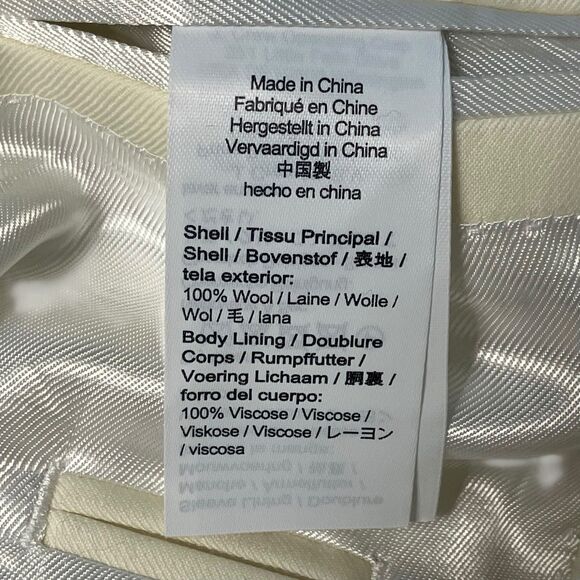 Made in China
Fabriqué en Chine
Hergestellt in China
Vervaardigd in China
中国製
hecho en china
Shell / Tissu Principal /
Shell / Bovenstof / 表地 /
tela exterior:
100% Wool / Laine / Wolle /
Wol / 毛 / lana
Body Lining / Doublure
Corps / Rumpffutter /
Voering Lichaam / 胴裏 /
forro del cuerpo:
100% Viscose / Viscose /
Viskose / Viscose / レーヨン
/ viscosa